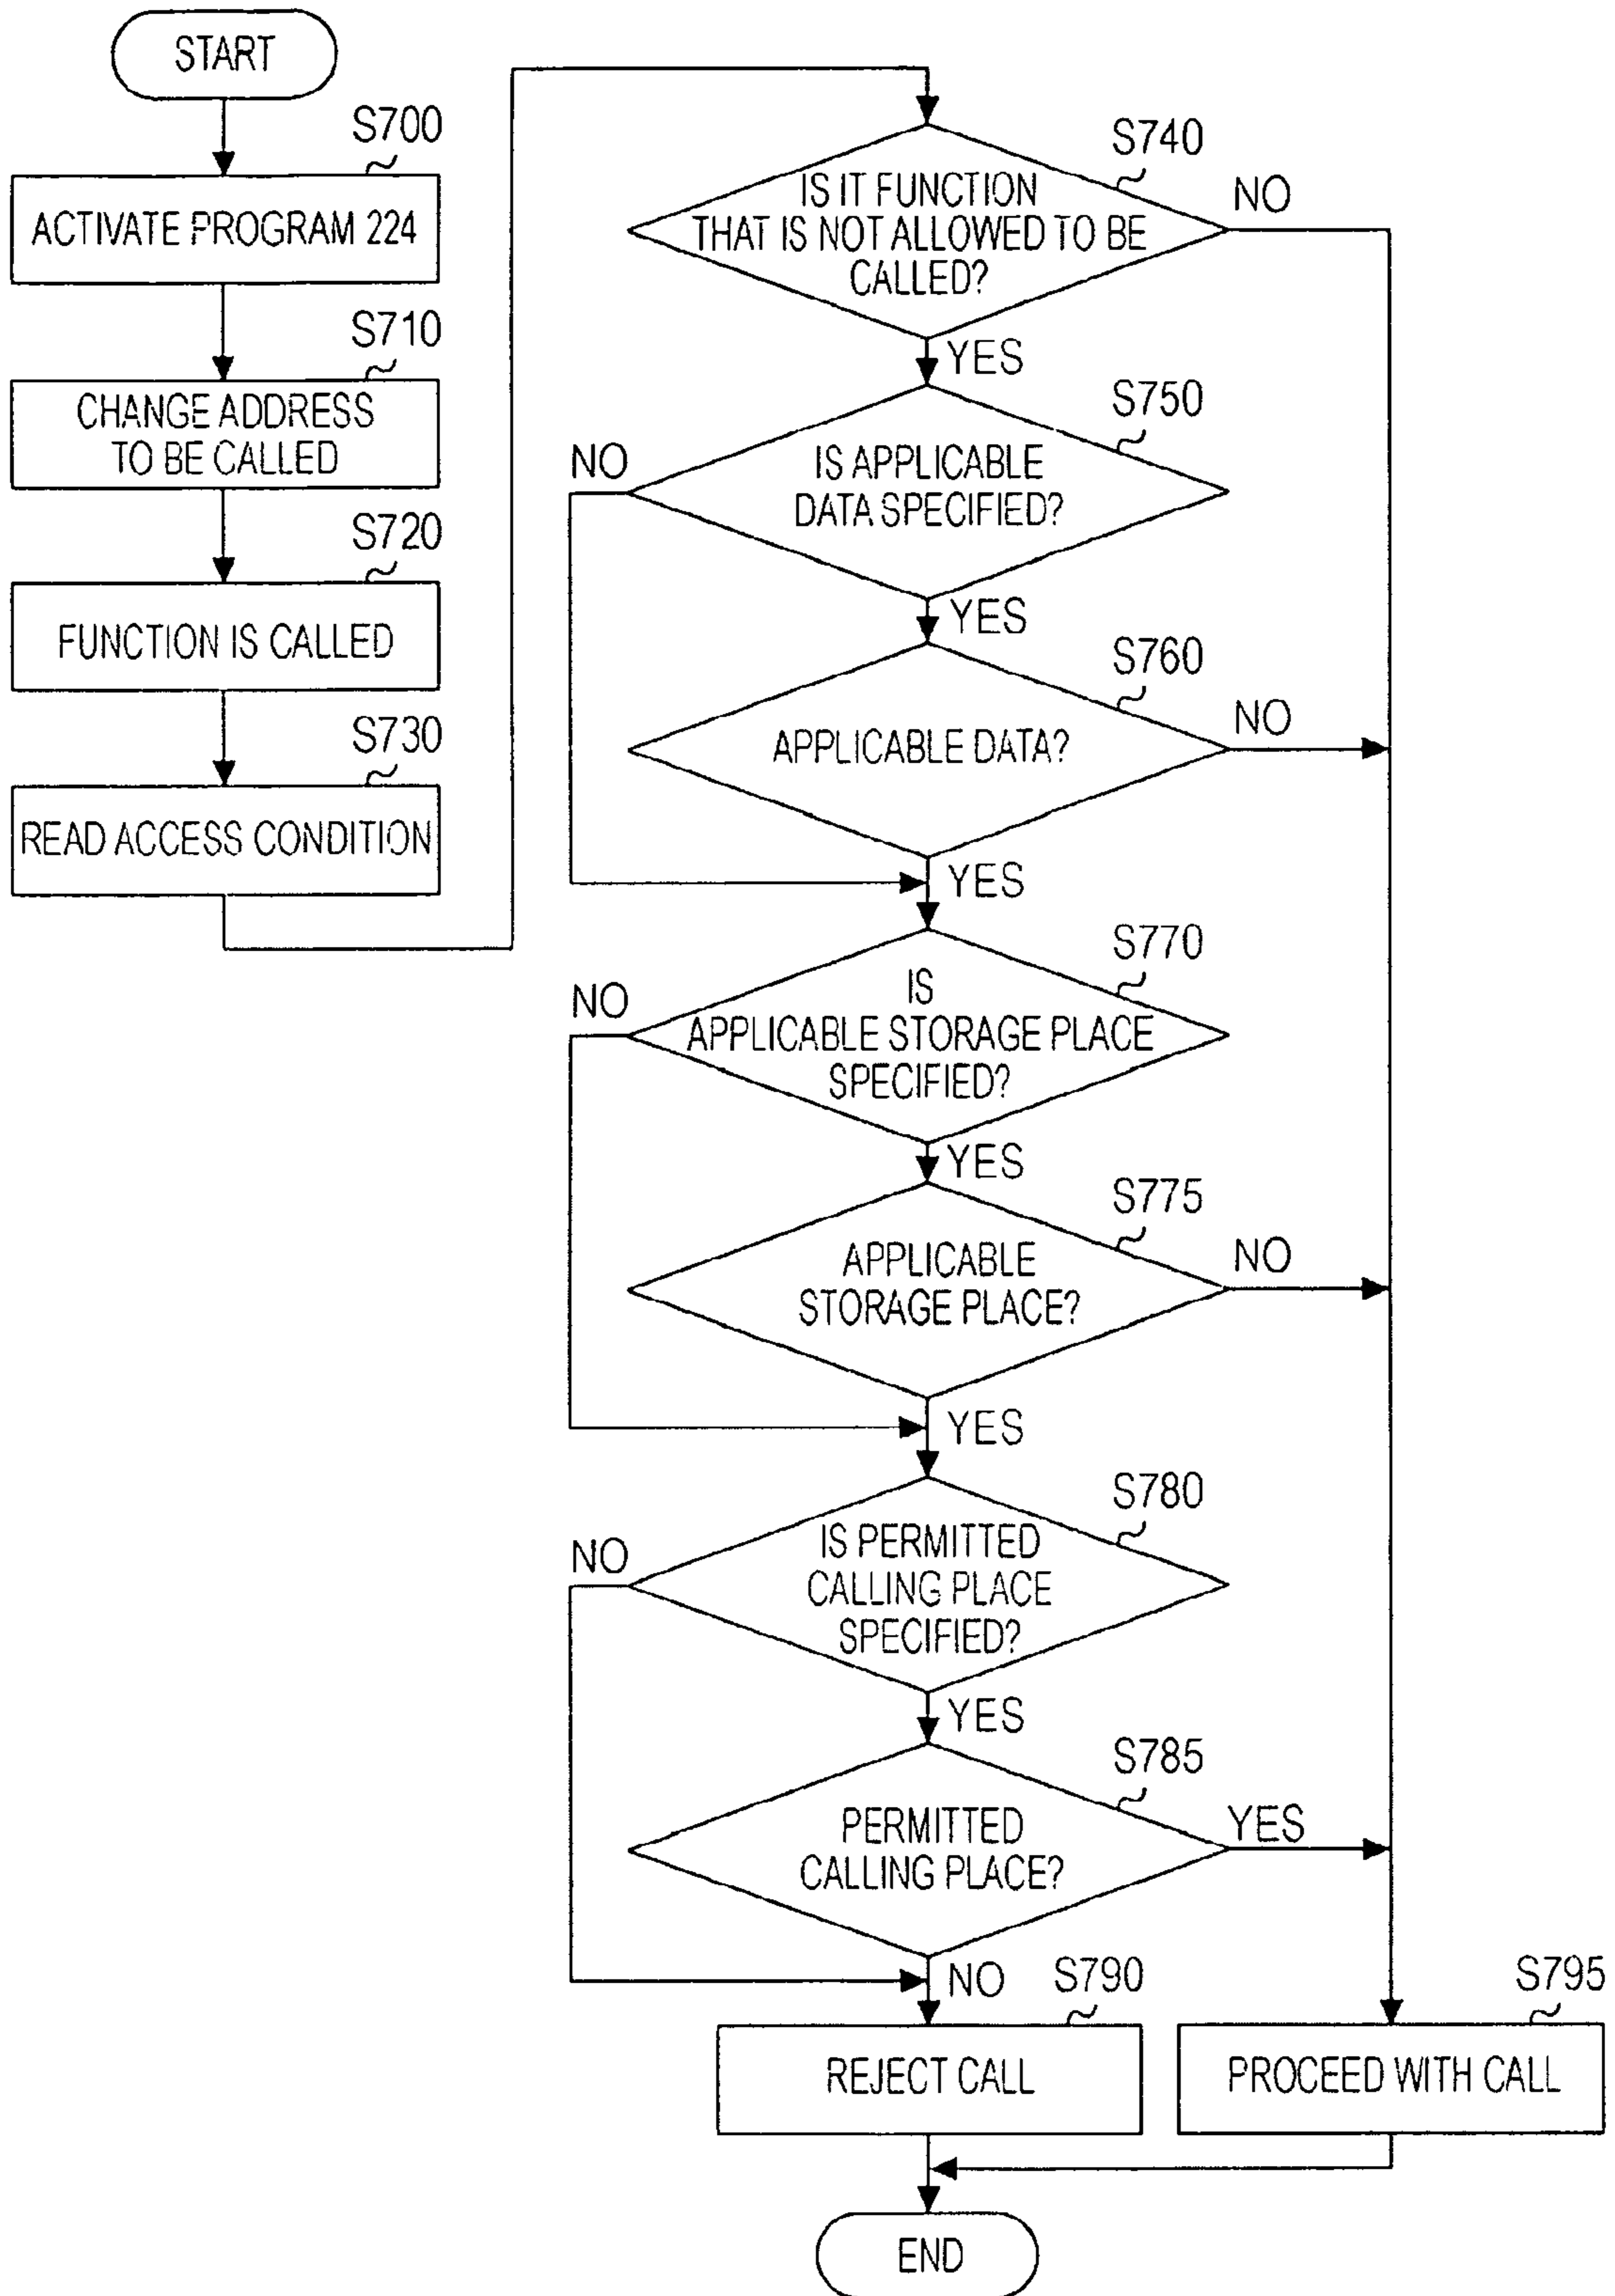 START
S700
ACTIVATE PROGRAM 224
S710
CHANGE ADDRESS
TO BE CALLED
S720
FUNCTION IS CALLED
S730
READ ACCESS CONDITION
S740
IS IT FUNCTION
THAT IS NOT ALLOWED TO BE
CALLED?
NO
YES
S750
IS APPLICABLE
DATA SPECIFIED?
NO
YES
S760
APPLICABLE DATA?
NO
YES
S770
IS
APPLICABLE STORAGE PLACE
SPECIFIED?
NO
YES
S775
APPLICABLE
STORAGE PLACE?
NO
YES
S780
IS PERMITTED
CALLING PLACE
SPECIFIED?
NO
YES
S785
PERMITTED
CALLING PLACE?
YES
NO
S790
REJECT CALL
S795
PROCEED WITH CALL
END